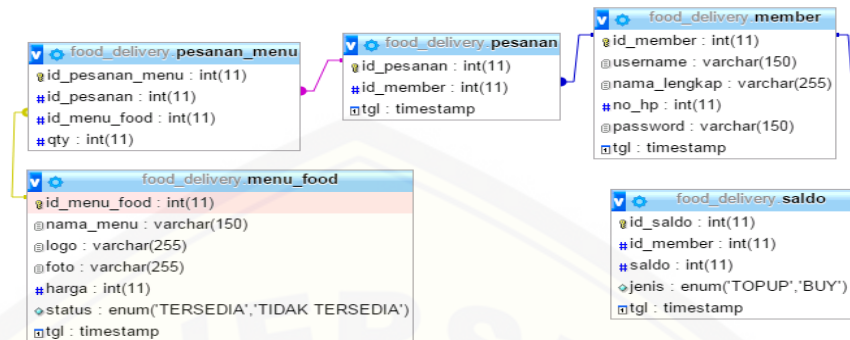 food_delivery.pesanan_menu
id_pesanan_menu : int(11)
id_pesanan : int(11)
id_menu_food : int(11)
qty : int(11)
food_delivery.pesanan
id_pesanan : int(11)
id_member : int(11)
tgl : timestamp
food_delivery.member
id_member : int(11)
username : varchar(150)
nama_lengkap : varchar(255)
no_hp : int(11)
password : varchar(150)
tgl : timestamp
food_delivery.menu_food
id_menu_food : int(11)
nama_menu : varchar(150)
logo : varchar(255)
foto : varchar(255)
harga : int(11)
status : enum('TERSEDIA','TIDAK TERSEDIA')
tgl : timestamp
food_delivery.saldo
id_saldo : int(11)
id_member : int(11)
saldo : int(11)
jenis : enum('TOPUP','BUY')
tgl : timestamp